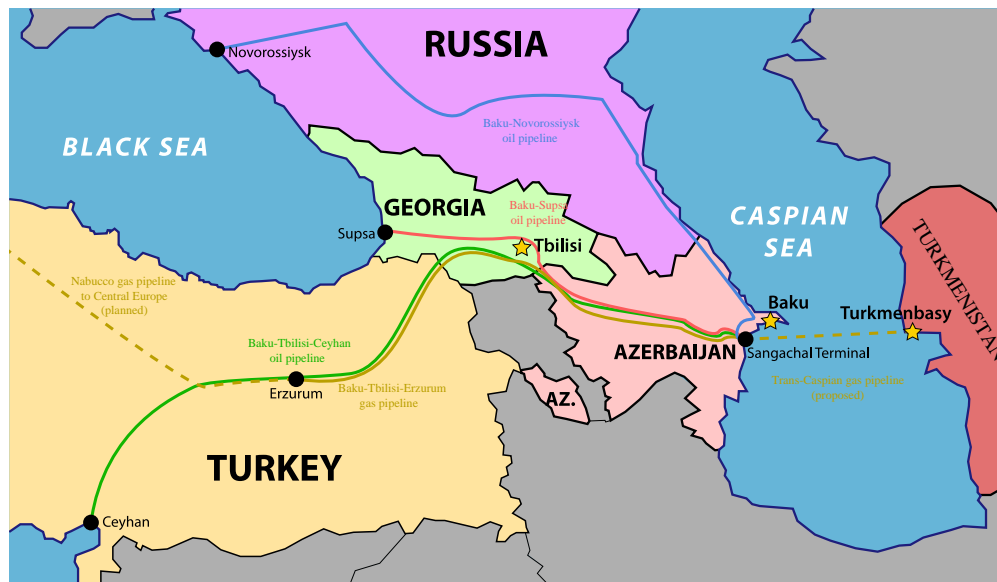 RUSSIA
Novorossiysk
Baku-Novorossiysk
oil pipeline
BLACK SEA
GEORGIA
Baku-Supsa
oil pipeline
CASPIAN
SEA
Supsa
Tbilisi
TURKMENISTAN
Nabucco gas pipeline
to Central Europe
(planned)
Baku
Turkmenbasy
Baku-Tbilisi-Ceyhan
oil pipeline
AZERBAIJAN
Sangachal Terminal
Erzurum
Baku-Tbilisi-Erzurum
gas pipeline
Trans-Caspian gas pipeline
(proposed)
AZ.
TURKEY
Ceyhan